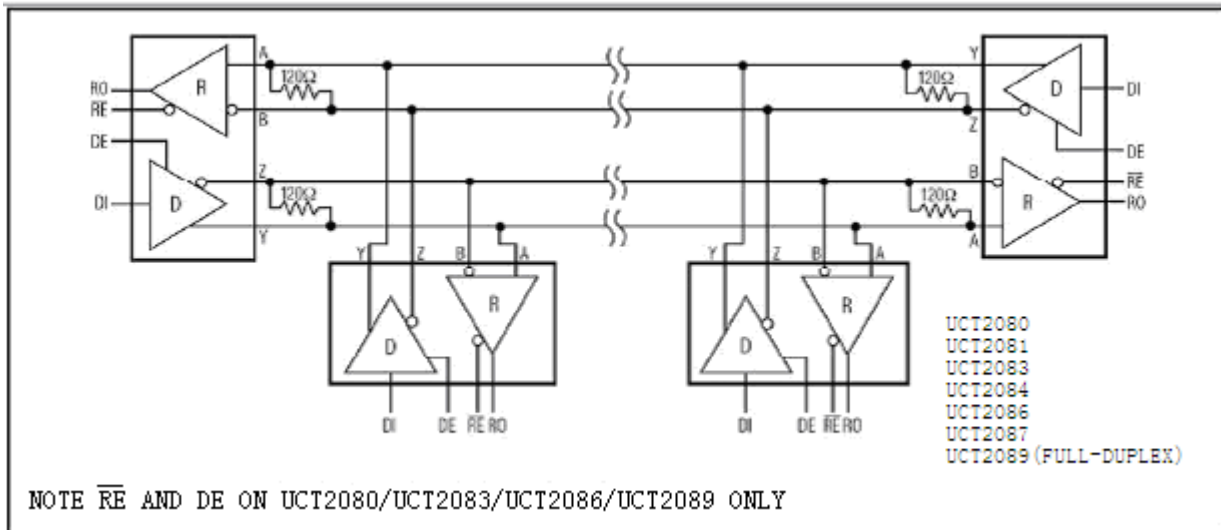 A
120Ω
RO
R
RE
B
DE
Z
120Ω
DI
D
Y
Y
120Ω
D
DI
Z
DE
B
RE
120Ω
R
RO
A
Y Z B A
R
D
DI DE RE RO
Y Z B A
R
D
DI DE RE RO
UCT2080
UCT2081
UCT2083
UCT2084
UCT2086
UCT2087
UCT2089(FULL-DUPLEX)
NOTE RE AND DE ON UCT2080/UCT2083/UCT2086/UCT2089 ONLY